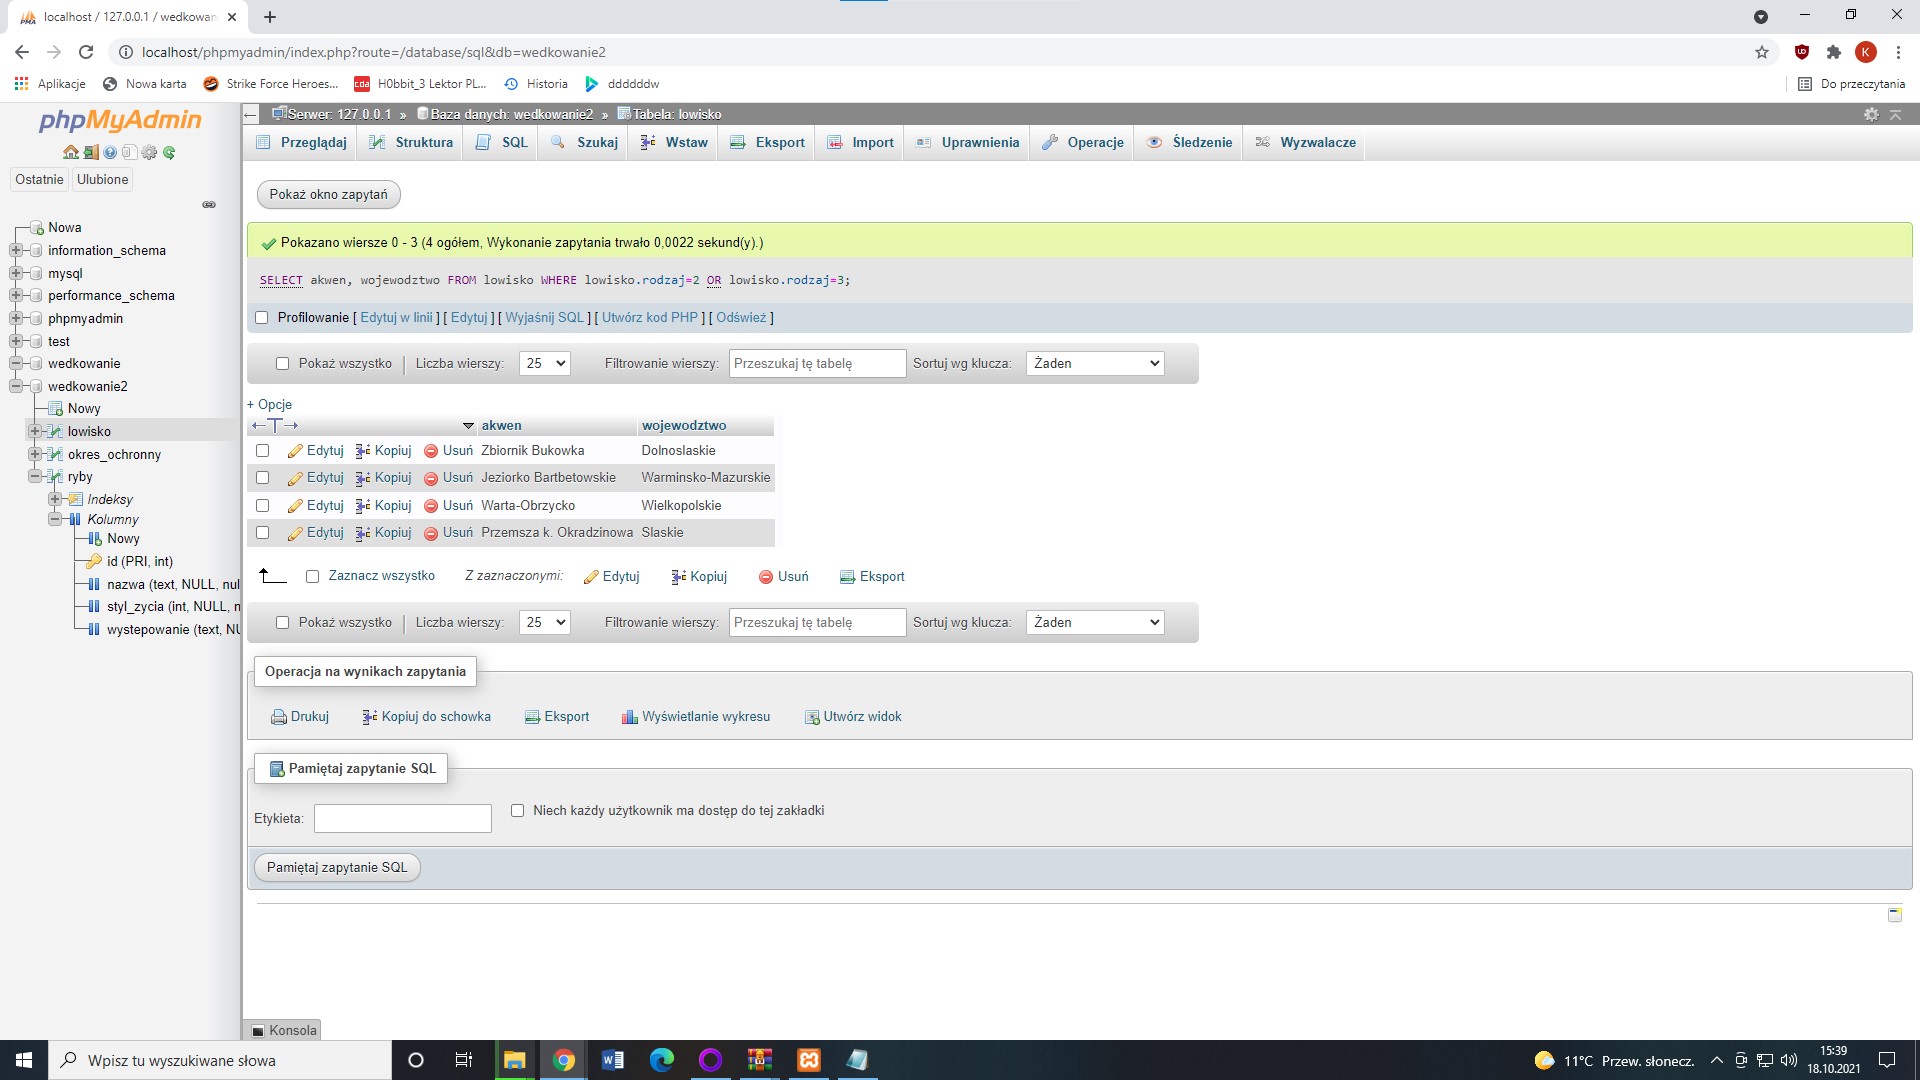 localhost / 127.0.0.1 / wedkowan
localhost/phpmyadmin/index.php?route=/database/sql&db=wedkowanie2
K
Aplikacje
Nowa karta
Strike Force Heroes...
cda
H0bbit_3 Lektor PL...
Historia
ddddddw
Do przeczytania
phpMyAdmin
Ostatnie
Ulubione
Nowa
information_schema
mysql
performance_schema
phpmyadmin
test
wedkowanie
wedkowanie2
Nowy
lowisko
okres_ochronny
ryby
Indeksy
Kolumny
Nowy
id (PRI, int)
nazwa (text, NULL, nul
styl_zycia (int, NULL, n
wystepowanie (text, NU
Serwer: 127.0.0.1 » Baza danych: wedkowanie2 » Tabela: lowisko
Przeglądaj
Struktura
SQL
Szukaj
Wstaw
Eksport
Import
Uprawnienia
Operacje
Śledzenie
Wyzwalacze
Pokaż okno zapytań
Pokazano wiersze 0 - 3 (4 ogółem, Wykonanie zapytania trwało 0,0022 sekund(y).)
SELECT akwen, wojewodztwo FROM lowisko WHERE lowisko.rodzaj=2 OR lowisko.rodzaj=3;
Profilowanie [ Edytuj w linii ] [ Edytuj ] [ Wyjaśnij SQL ] [ Utwórz kod PHP ] [ Odśwież ]
Pokaż wszystko | Liczba wierszy: 25 Filtrowanie wierszy: Przeszukaj tę tabelę Sortuj wg klucza: Żaden
+ Opcje
←T→ akwen wojewodztwo
Edytuj Kopiuj Usuń Zbiornik Bukowka Dolnoslaskie
Edytuj Kopiuj Usuń Jeziorko Bartbetowskie Warminsko-Mazurskie
Edytuj Kopiuj Usuń Warta-Obrzycko Wielkopolskie
Edytuj Kopiuj Usuń Przemsza k. Okradzinowa Slaskie
Zaznacz wszystko Z zaznaczonymi: Edytuj Kopiuj Usuń Eksport
Pokaż wszystko | Liczba wierszy: 25 Filtrowanie wierszy: Przeszukaj tę tabelę Sortuj wg klucza: Żaden
Operacja na wynikach zapytania
Drukuj Kopiuj do schowka Eksport Wyświetlanie wykresu Utwórz widok
Pamiętaj zapytanie SQL
Etykieta:
Niech każdy użytkownik ma dostęp do tej zakładki
Pamiętaj zapytanie SQL
Konsola
Wpisz tu wyszukiwane słowa
11°C Przew. słonecz.
15:39
18.10.2021